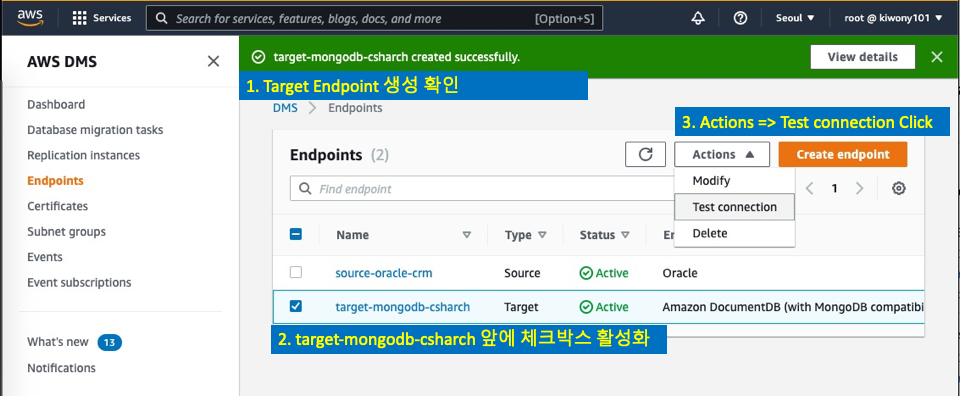 aws
Services
Search for services, features, blogs, docs, and more
[Option+S]
Seoul ▼
root @ kiwony101 ▼
AWS DMS
Dashboard
Database migration tasks
Replication instances
Endpoints
Certificates
Subnet groups
Events
Event subscriptions
What's new 13
Notifications
target-mongodb-csharch created successfully.
View details
1. Target Endpoint 생성 확인
DMS > Endpoints
3. Actions => Test connection Click
Endpoints (2)
Actions ▲
Create endpoint
Modify
Test connection
Delete
Find endpoint
1
Name
Type
Status
source-oracle-crm Source Active Oracle
target-mongodb-csharch Target Active Amazon DocumentDB (with MongoDB compatibi
2. target-mongodb-csharch 앞에 체크박스 활성화